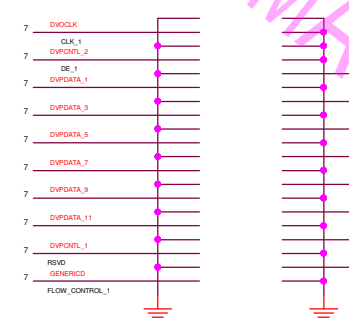 7 DVOCLK
CLK_1
7 DVPCNTL_2
DE_1
7 DVPDATA_1
7 DVPDATA_3
7 DVPDATA_5
7 DVPDATA_7
7 DVPDATA_9
7 DVPDATA_11
7 DVPCNTL_1
RSVD
7 GENERICD
FLOW_CONTROL_1